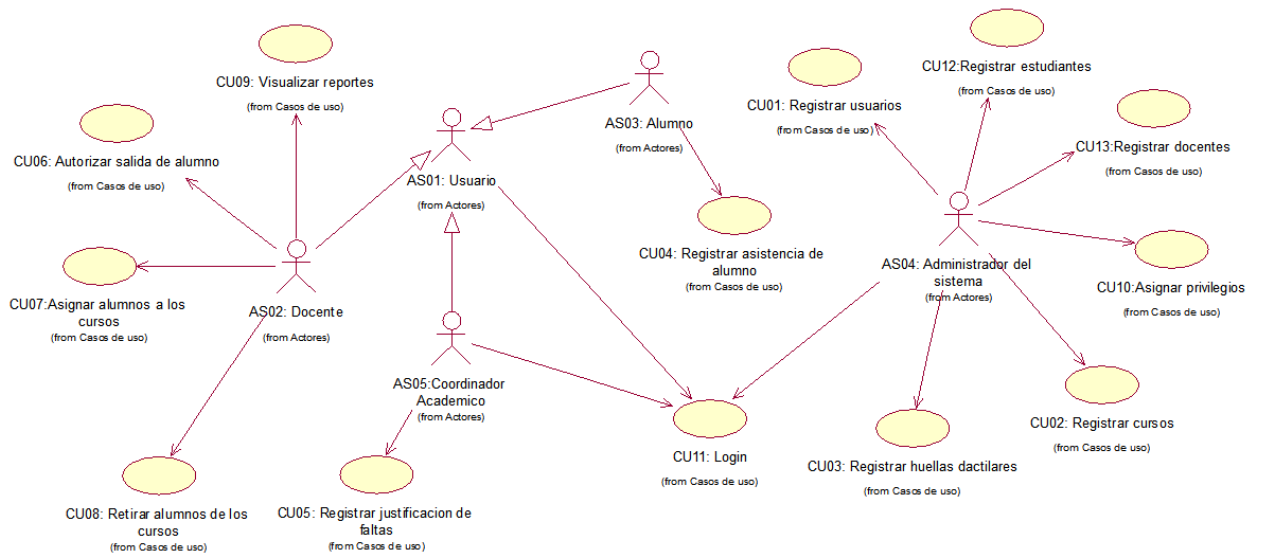 CU09: Visualizar reportes
(from Casos de uso)
CU06: Autorizar salida de alumno
(from Casos de uso)
CU07:Asignar alumnos a los
cursos
(from Casos de uso)
AS02: Docente
(from Actores)
CU08: Retirar alumnos de los
cursos
(from Casos de uso)
AS01: Usuario
(from Actores)
AS03: Alumno
(from Actores)
CU04: Registrar asistencia de
alumno
(from Casos de uso)
AS05:Coordinador
Academico
(from Actores)
CU05: Registrar justificacion de
faltas
(from Casos de uso)
CU11: Login
(from Casos de uso)
CU01: Registrar usuarios
(from Casos de uso)
CU12:Registrar estudiantes
(from Casos de uso)
CU13:Registrar docentes
(from Casos de uso)
AS04: Administrador del
sistema
(from Actores)
CU10:Asignar privilegios
(from Casos de uso)
CU02: Registrar cursos
(from Casos de uso)
CU03: Registrar huellas dactilares
(from Casos de uso)